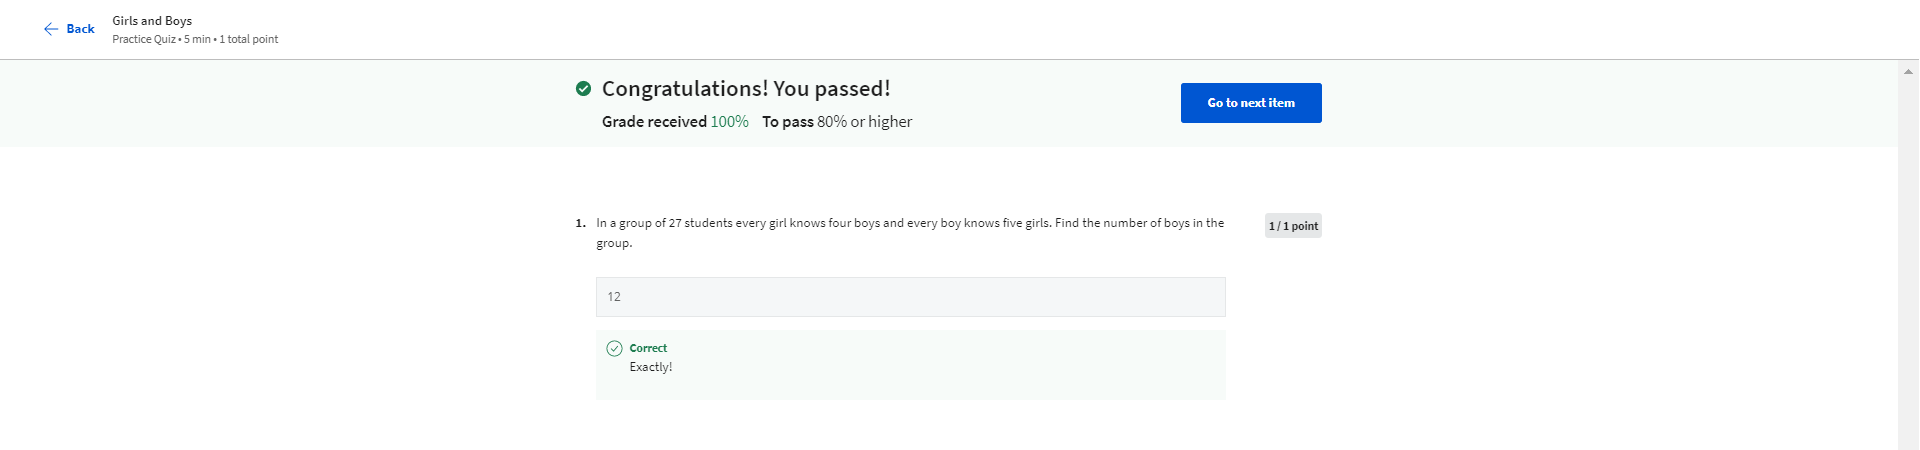 Back
Girls and Boys
Practice Quiz • 5 min • 1 total point
Congratulations! You passed!
Grade received 100% To pass 80% or higher
Go to next item
1. In a group of 27 students every girl knows four boys and every boy knows five girls. Find the number of boys in the
group.
1 / 1 point
12
Correct
Exactly!